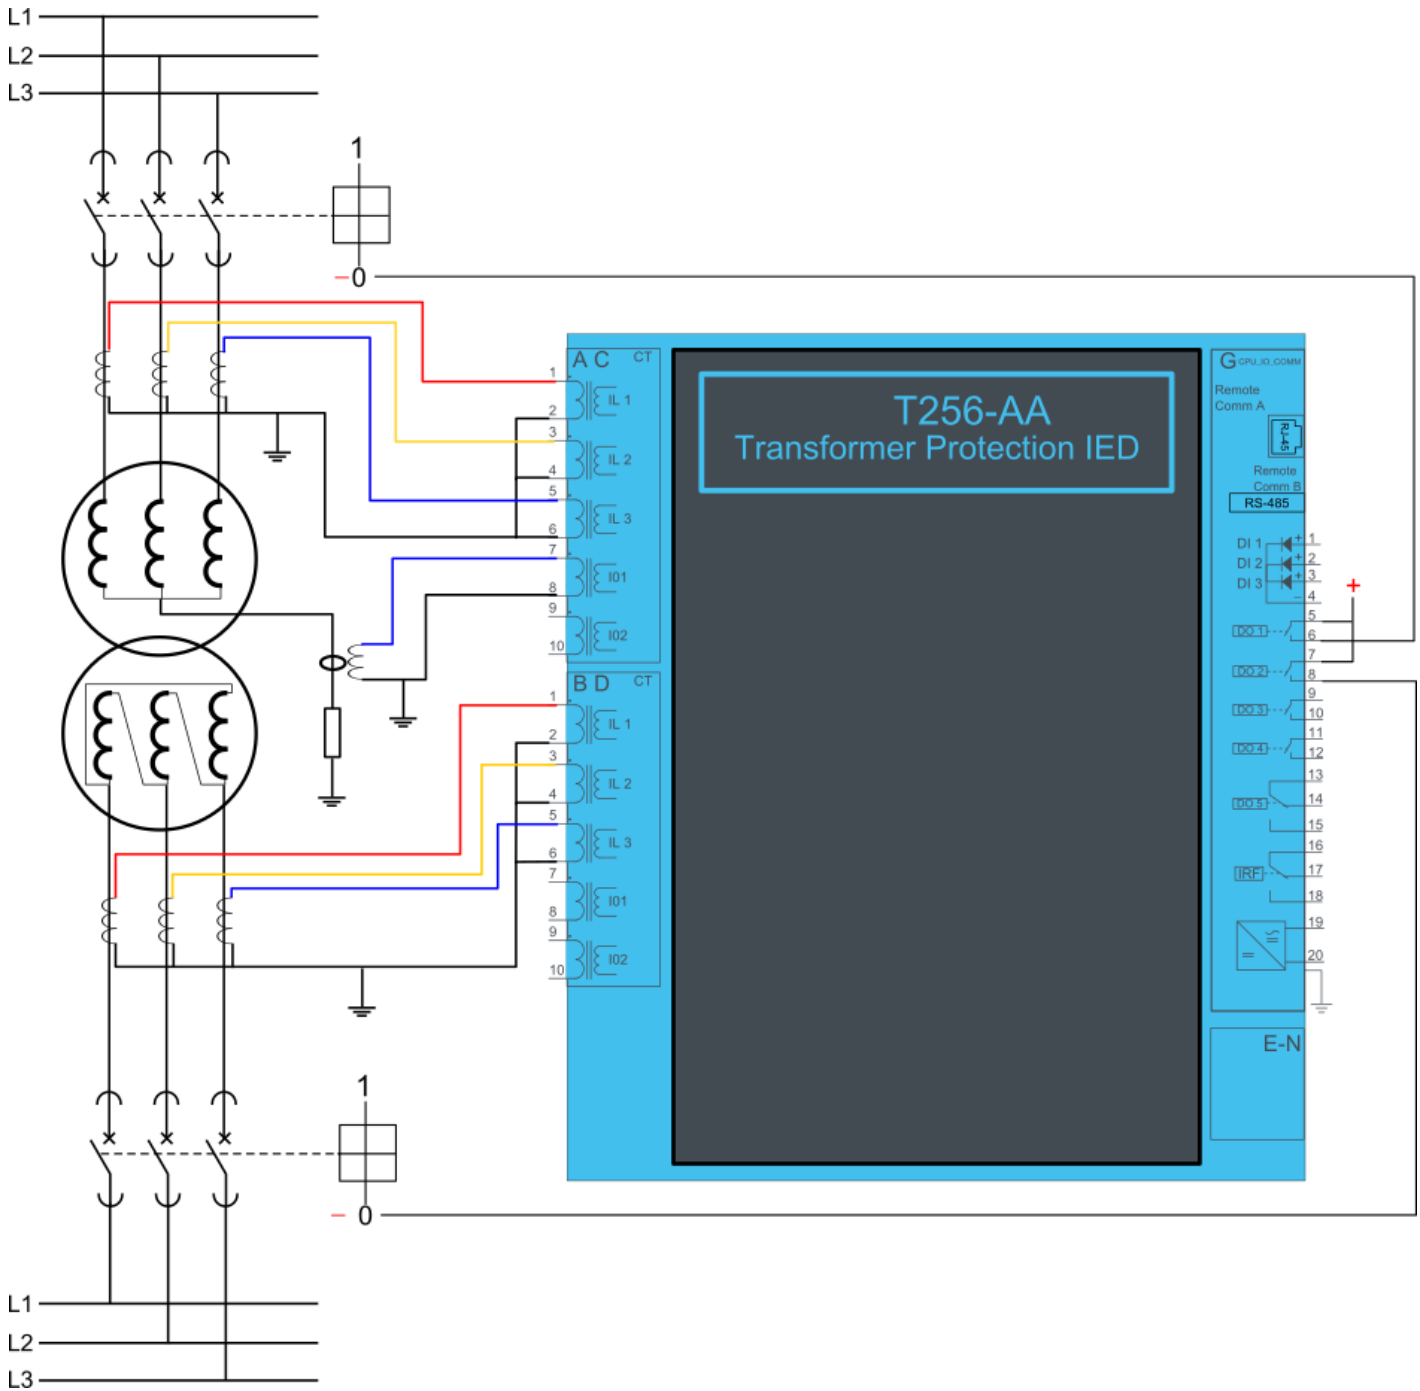 L1
L2
L3
1
–0
A C CT
1
IL 1
2
3
IL 2
4
5
IL 3
6
7
I01
8
9
I02
10
B D CT
1
IL 1
2
3
IL 2
4
5
IL 3
6
7
I01
8
9
I02
10
T256-AA
Transformer Protection IED
G CPU_IO_COMM
Remote
Comm A
RJ-45
Remote
Comm B
RS-485
DI 1 + 1
DI 2 + 2
DI 3 + 3
– 4
+
5
DO 1 6
7
DO 2 8
9
DO 3 10
11
DO 4 12
13
DO 5 14
15
16
IRF 17
18
19
20
E-N
1
– 0
L1
L2
L3